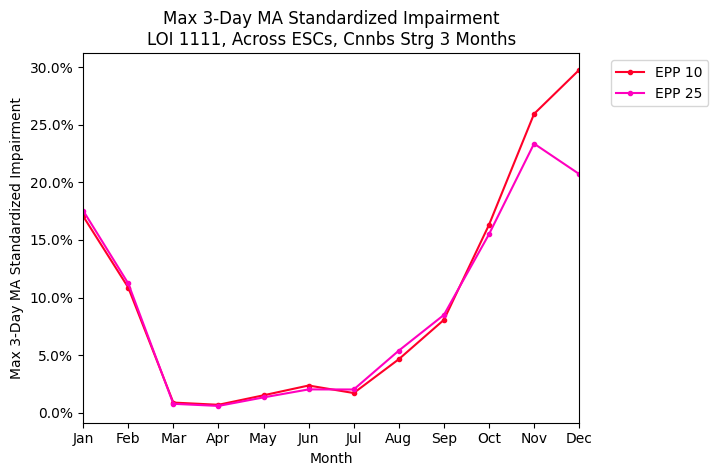 Max 3-Day MA Standardized Impairment
LOI 1111, Across ESCs, Cnnbs Strg 3 Months
EPP 10
EPP 25
Max 3-Day MA Standardized Impairment
30.0%
25.0%
20.0%
15.0%
10.0%
5.0%
0.0%
Jan Feb Mar Apr May Jun Jul Aug Sep Oct Nov Dec
Month